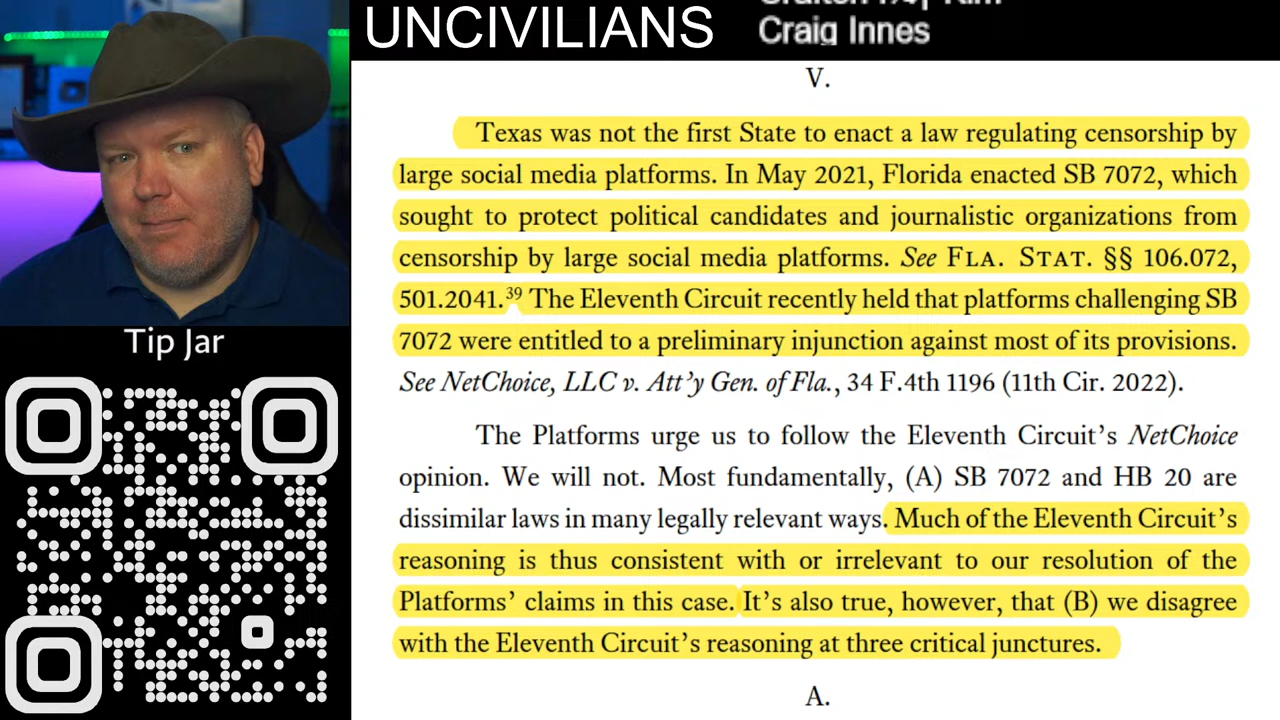 UNCIVILIANS
Craig Innes
Tip Jar
V.
Texas was not the first State to enact a law regulating censorship by
large social media platforms. In May 2021, Florida enacted SB 7072, which
sought to protect political candidates and journalistic organizations from
censorship by large social media platforms. See FLA. STAT. §§ 106.072,
501.2041.³⁹ The Eleventh Circuit recently held that platforms challenging SB
7072 were entitled to a preliminary injunction against most of its provisions.
See NetChoice, LLC v. Att’y Gen. of Fla., 34 F.4th 1196 (11th Cir. 2022).
The Platforms urge us to follow the Eleventh Circuit’s NetChoice
opinion. We will not. Most fundamentally, (A) SB 7072 and HB 20 are
dissimilar laws in many legally relevant ways. Much of the Eleventh Circuit’s
reasoning is thus consistent with or irrelevant to our resolution of the
Platforms’ claims in this case. It’s also true, however, that (B) we disagree
with the Eleventh Circuit’s reasoning at three critical junctures.
A.